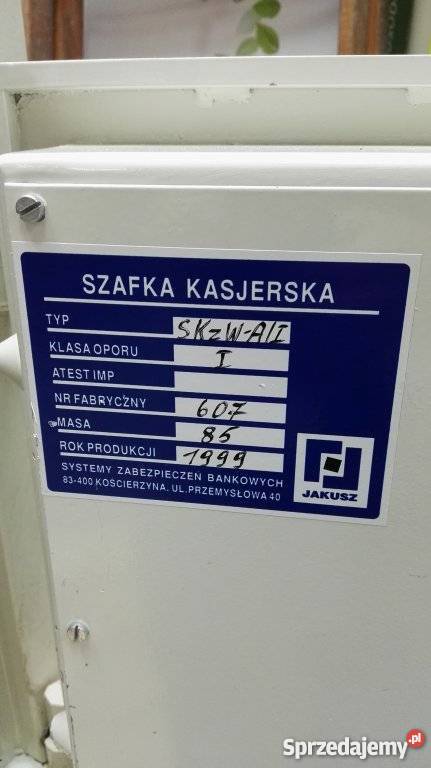 SZAFKA KASJERSKA
TYP SKzW-A/I
KLASA OPORU I
ATEST IMP
NR FABRYCZNY 607
MASA 85
ROK PRODUKCJI 1999
SYSTEMY ZABEZPIECZEŃ BANKOWYCH
83-400 KOŚCIERZYNA, UL. PRZEMYSŁOWA 40
JAKUSZ
Sprzedajemy.pl